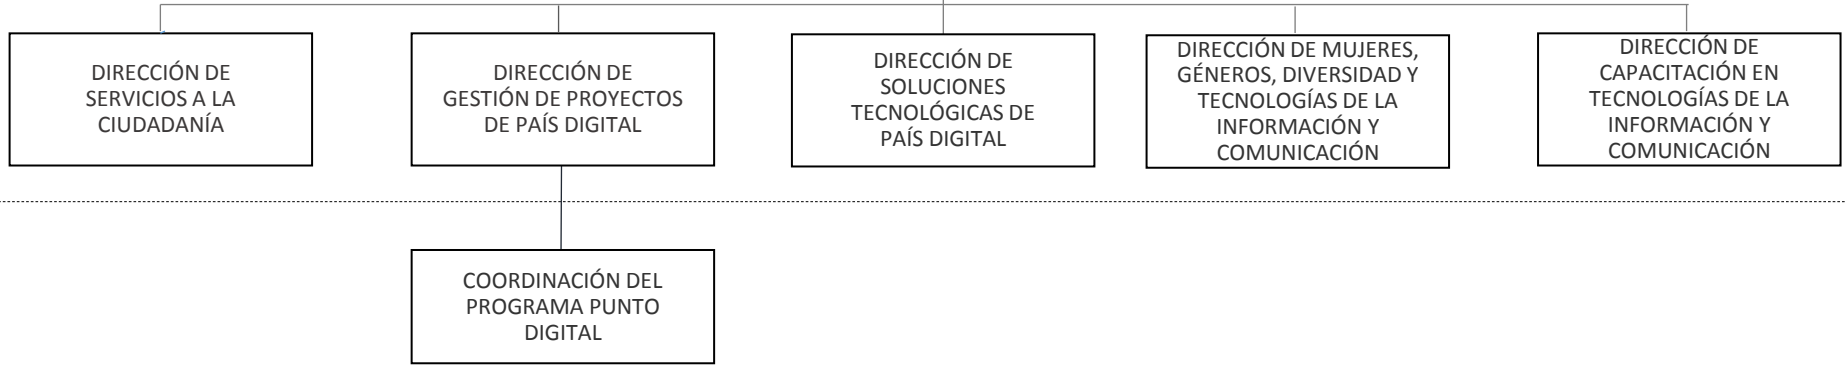 DIRECCIÓN DE
SERVICIOS A LA
CIUDADANÍA
DIRECCIÓN DE
GESTIÓN DE PROYECTOS
DE PAÍS DIGITAL
DIRECCIÓN DE
SOLUCIONES
TECNOLÓGICAS DE
PAÍS DIGITAL
DIRECCIÓN DE MUJERES,
GÉNEROS, DIVERSIDAD Y
TECNOLOGÍAS DE LA
INFORMACIÓN Y
COMUNICACIÓN
DIRECCIÓN DE
CAPACITACIÓN EN
TECNOLOGÍAS DE LA
INFORMACIÓN Y
COMUNICACIÓN
COORDINACIÓN DEL
PROGRAMA PUNTO
DIGITAL